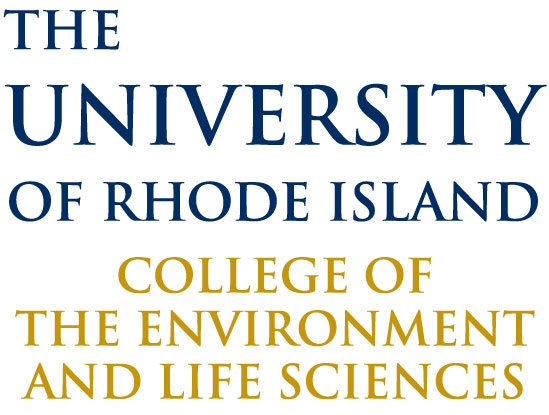 THE
UNIVERSITY
OF RHODE ISLAND
COLLEGE OF
THE ENVIRONMENT
AND LIFE SCIENCES